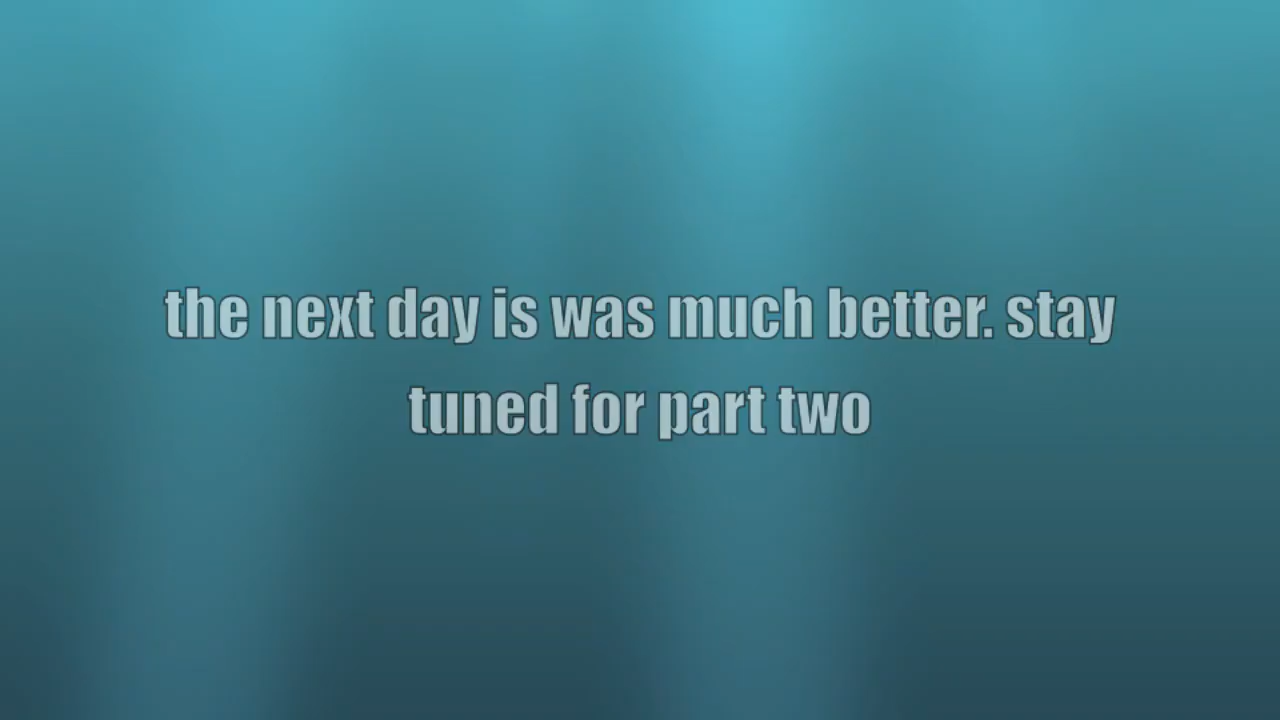 the next day is was much better. stay
tuned for part two